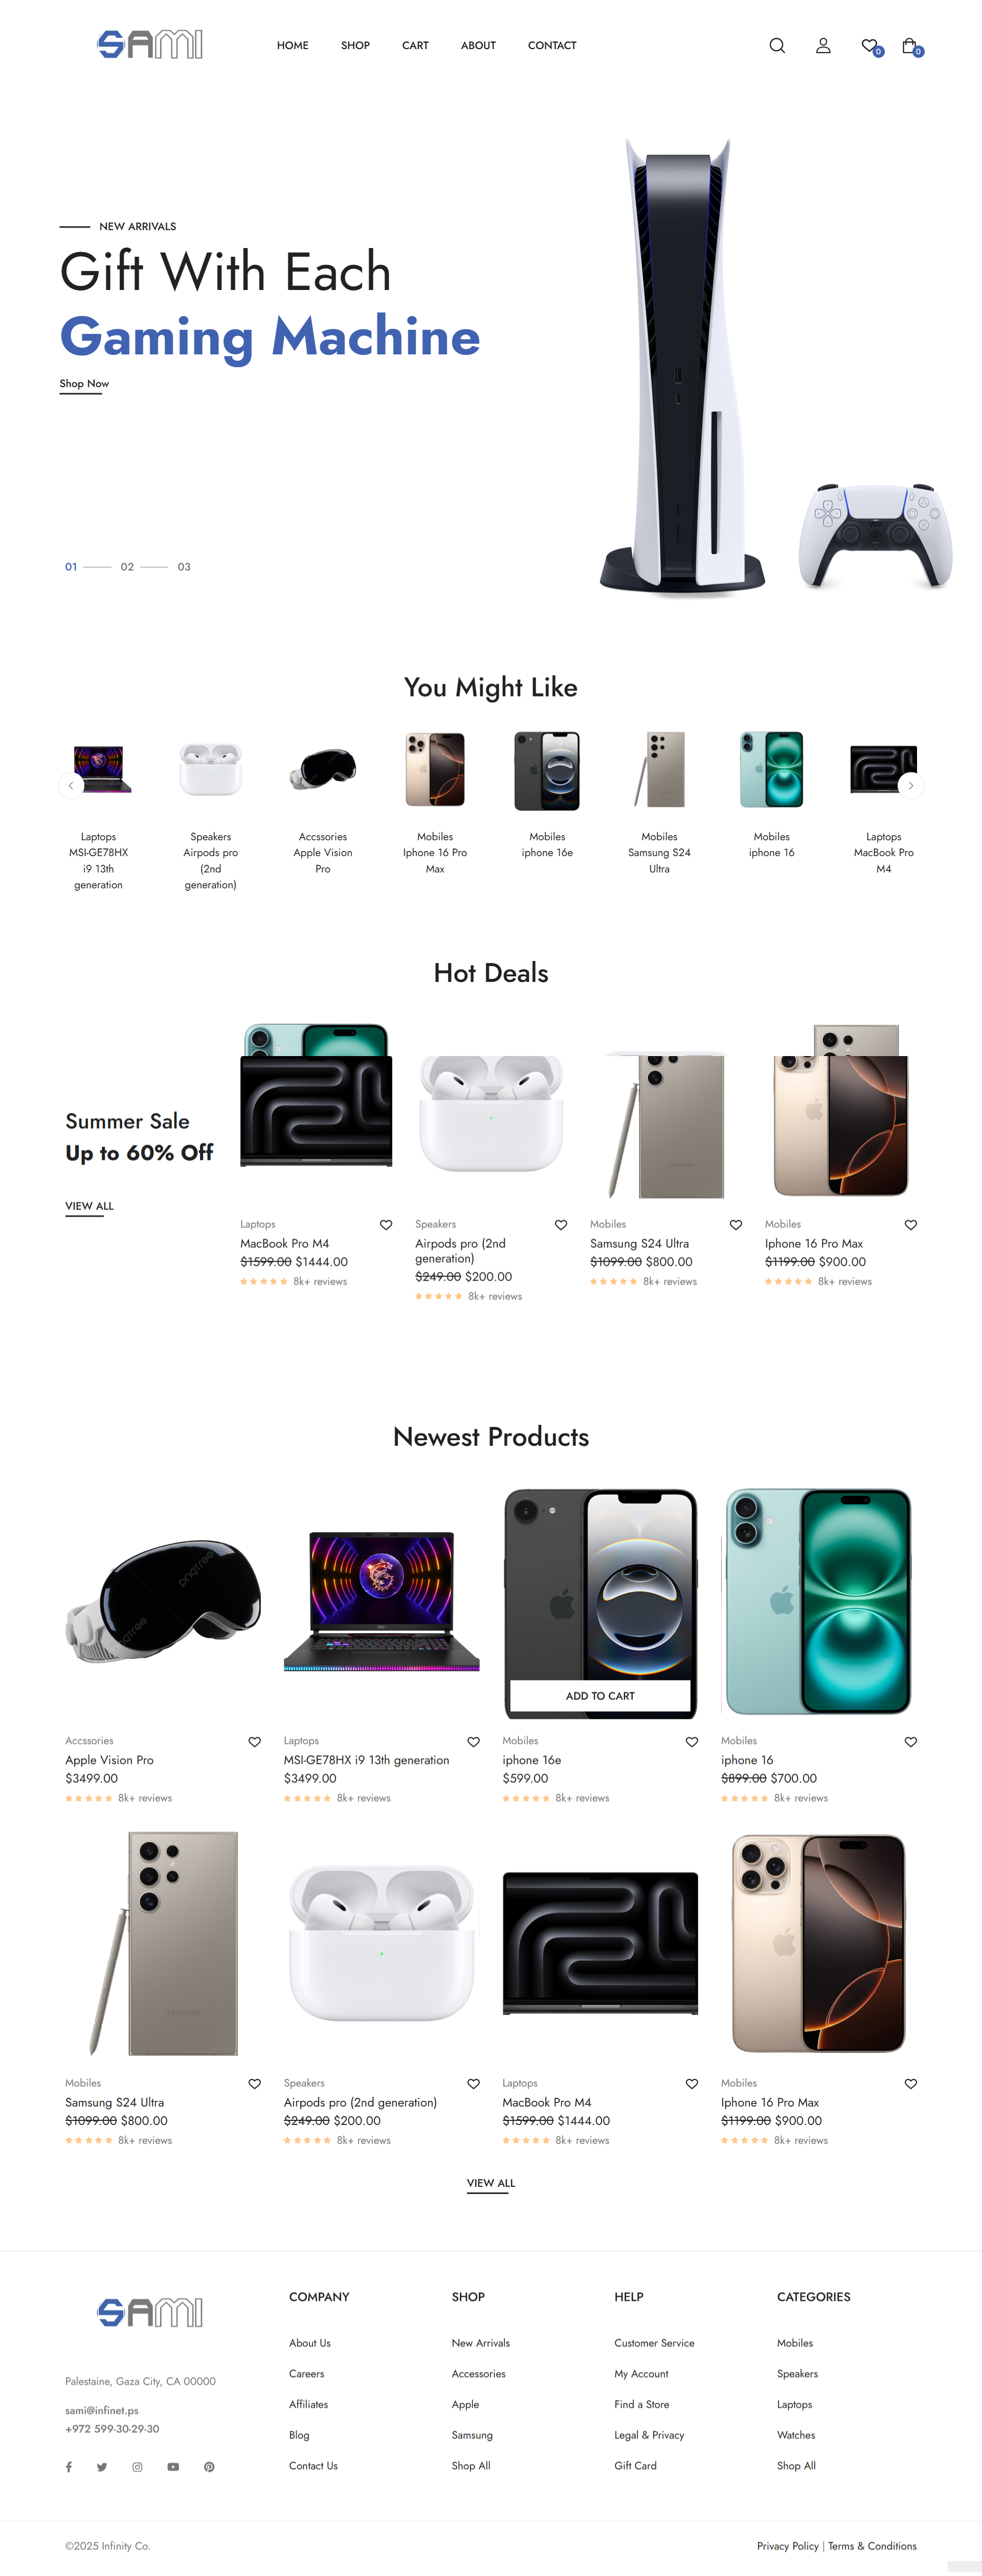 SAMI
HOME
SHOP
CART
ABOUT
CONTACT
0
0
NEW ARRIVALS
Gift With Each
Gaming Machine
Shop Now
01
02
03
You Might Like
Laptops
MSI-GE78HX
i9 13th
generation
Speakers
Airpods pro
(2nd
generation)
Accssories
Apple Vision
Pro
Mobiles
Iphone 16 Pro
Max
Mobiles
iphone 16e
Mobiles
Samsung S24
Ultra
Mobiles
iphone 16
Laptops
MacBook Pro
M4
Hot Deals
Summer Sale
Up to 60% Off
VIEW ALL
Laptops
MacBook Pro M4
$1599.00 $1444.00
8k+ reviews
Speakers
Airpods pro (2nd
generation)
$249.00 $200.00
8k+ reviews
Mobiles
Samsung S24 Ultra
$1099.00 $800.00
8k+ reviews
Mobiles
Iphone 16 Pro Max
$1199.00 $900.00
8k+ reviews
Newest Products
pngtree
ADD TO CART
Accssories
Apple Vision Pro
$3499.00
8k+ reviews
Laptops
MSI-GE78HX i9 13th generation
$3499.00
8k+ reviews
Mobiles
iphone 16e
$599.00
8k+ reviews
Mobiles
iphone 16
$899.00 $700.00
8k+ reviews
SAMSUNG
Mobiles
Samsung S24 Ultra
$1099.00 $800.00
8k+ reviews
Speakers
Airpods pro (2nd generation)
$249.00 $200.00
8k+ reviews
Laptops
MacBook Pro M4
$1599.00 $1444.00
8k+ reviews
Mobiles
Iphone 16 Pro Max
$1199.00 $900.00
8k+ reviews
VIEW ALL
SAMI
Palestaine, Gaza City, CA 00000
sami@infinet.ps
+972 599-30-29-30
COMPANY
About Us
Careers
Affiliates
Blog
Contact Us
SHOP
New Arrivals
Accessories
Apple
Samsung
Shop All
HELP
Customer Service
My Account
Find a Store
Legal & Privacy
Gift Card
CATEGORIES
Mobiles
Speakers
Laptops
Watches
Shop All
©2025 Infinity Co.
Privacy Policy | Terms & Conditions